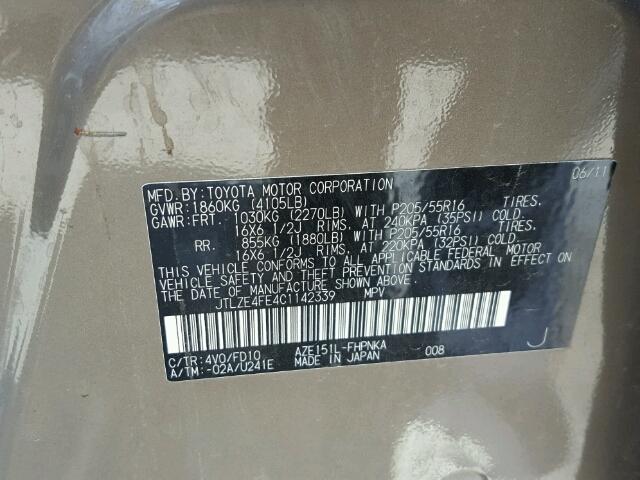 MFD.BY:TOYOTA MOTOR CORPORATION 06/11
GVWR:1860KG (4105LB)
GAWR:FRT. 1030KG (2270LB) WITH P205/55R16 TIRES.
16X6 1/2J RIMS. AT 240KPA (35PSI) COLD.
RR. 855KG (1880LB) WITH P205/55R16 TIRES.
16X6 1/2J RIMS. AT 220KPA (32PSI) COLD.
THIS VEHICLE CONFORMS TO ALL APPLICABLE FEDERAL MOTOR
VEHICLE SAFETY AND THEFT PREVENTION STANDARDS IN EFFECT ON
THE DATE OF MANUFACTURE SHOWN ABOVE.
JTLZE4FE4C1142339 MPV
C/TR:4V0/FD10 AZE151L-FHPNKA J
A/TM:-02A/U241E MADE IN JAPAN 008